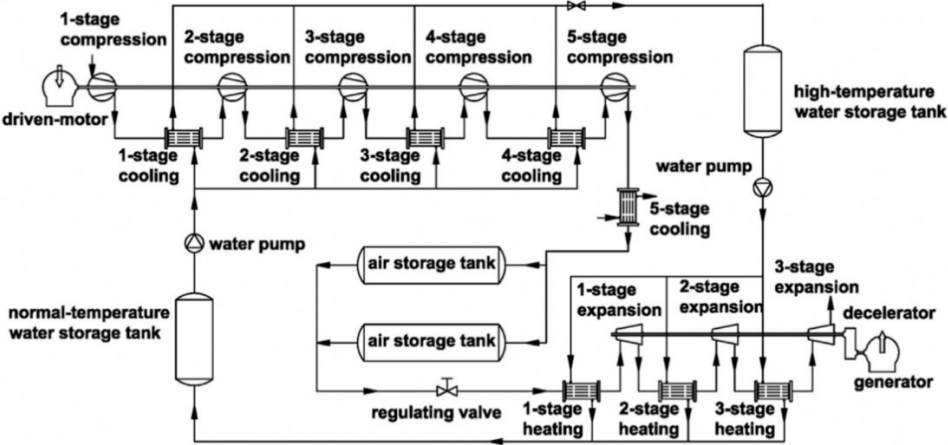 1-stage
compression
2-stage
compression
3-stage
compression
4-stage
compression
5-stage
compression
driven-motor
1-stage
cooling
2-stage
cooling
3-stage
cooling
4-stage
cooling
high-temperature
water storage tank
water pump
5-stage
cooling
water pump
air storage tank
normal-temperature
water storage tank
air storage tank
1-stage
expansion
2-stage
expansion
3-stage
expansion
decelerator
generator
regulating valve
1-stage
heating
2-stage
heating
3-stage
heating